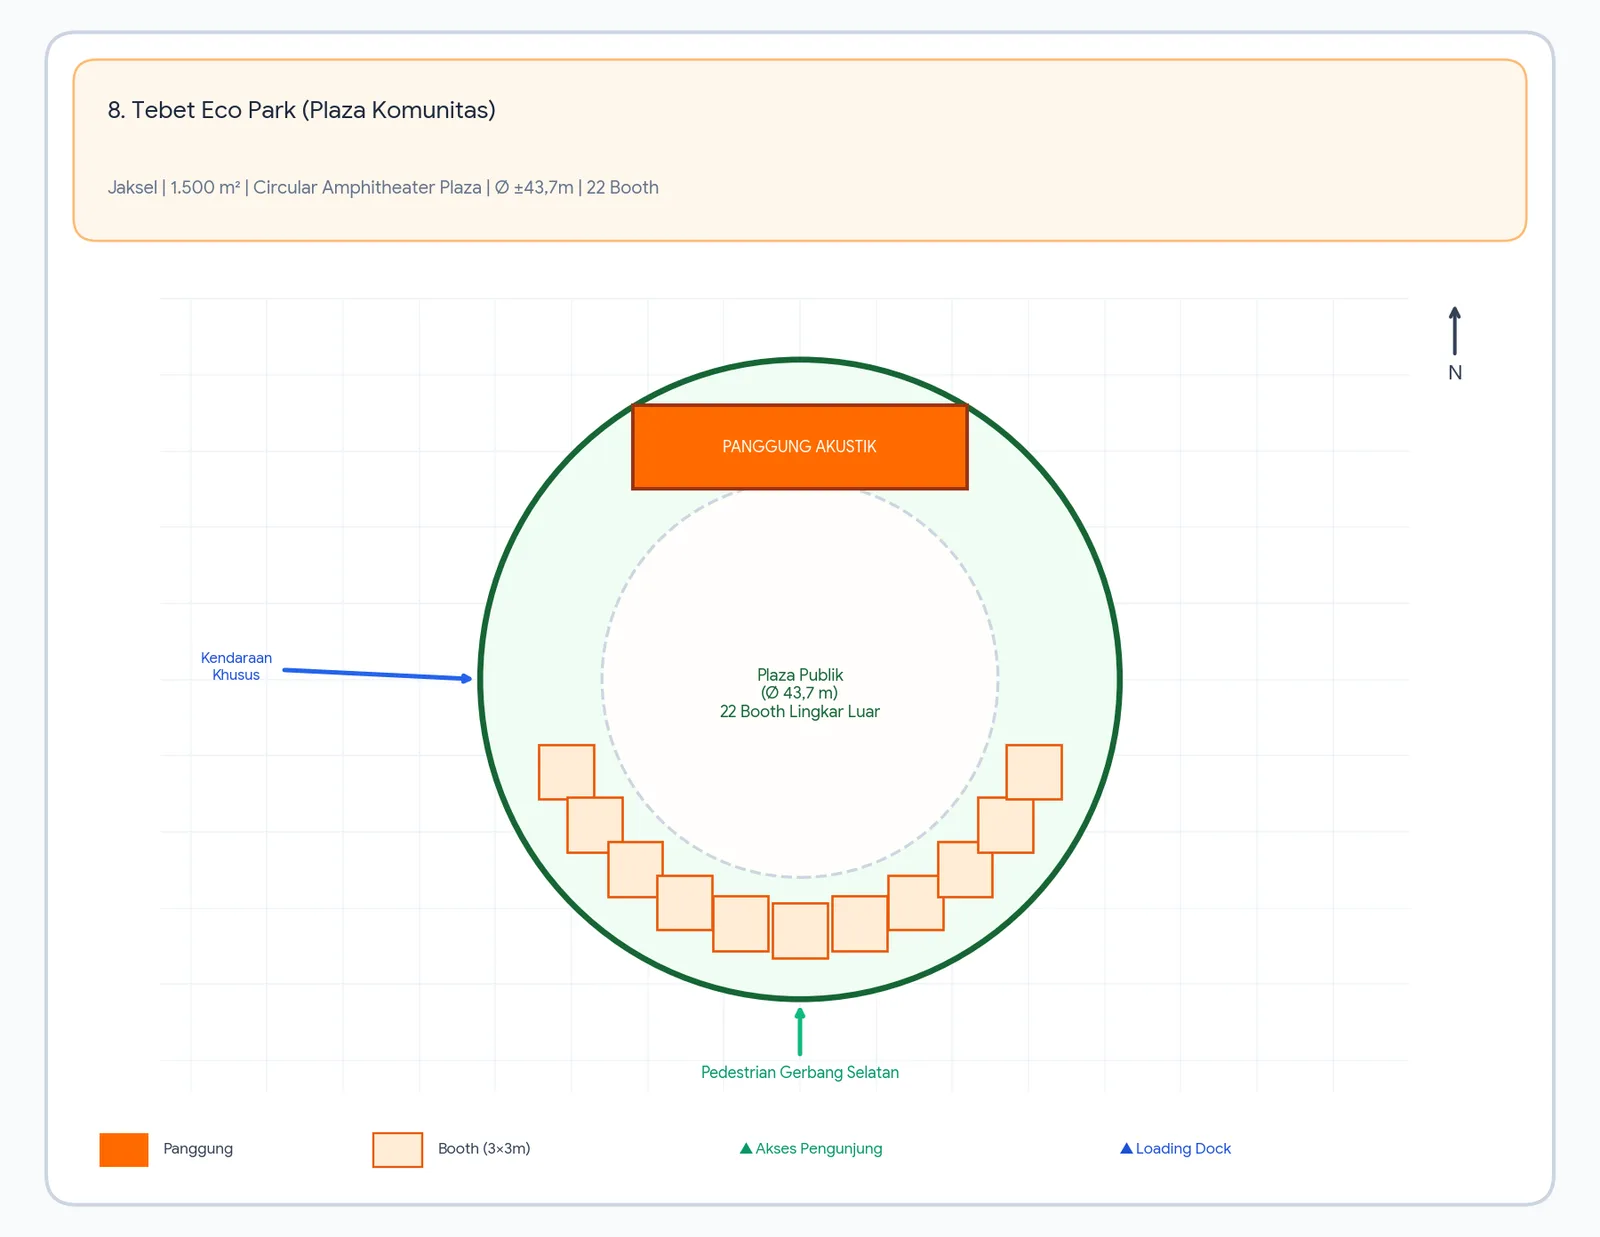 8. Tebet Eco Park (Plaza Komunitas)
Jaksel | 1.500 m² | Circular Amphitheater Plaza | Ø ±43,7m | 22 Booth
N
PANGGUNG AKUSTIK
Kendaraan
Khusus
Plaza Publik
(Ø 43,7 m)
22 Booth Lingkar Luar
Pedestrian Gerbang Selatan
Panggung
Booth (3×3m)
▲ Akses Pengunjung
▲ Loading Dock